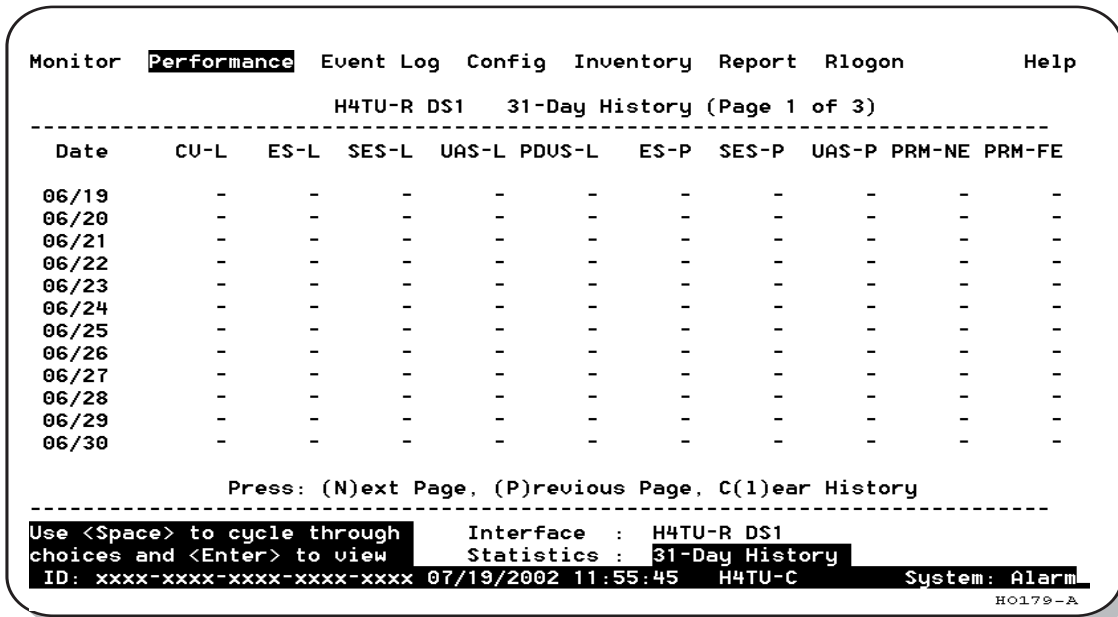 Monitor Performance Event Log Config Inventory Report Rlogon Help
H4TU-R DS1 31-Day History (Page 1 of 3)
--------------------------------------------------------------------------------
Date CV-L ES-L SES-L UAS-L PDVS-L ES-P SES-P UAS-P PRM-NE PRM-FE
06/19 - - - - - - - - - -
06/20 - - - - - - - - - -
06/21 - - - - - - - - - -
06/22 - - - - - - - - - -
06/23 - - - - - - - - - -
06/24 - - - - - - - - - -
06/25 - - - - - - - - - -
06/26 - - - - - - - - - -
06/27 - - - - - - - - - -
06/28 - - - - - - - - - -
06/29 - - - - - - - - - -
06/30 - - - - - - - - - -
Press: (N)ext Page, (P)revious Page, C(l)ear History
--------------------------------------------------------------------------------
Use <Space> to cycle through Interface : H4TU-R DS1
choices and <Enter> to view Statistics : 31-Day History
ID: xxxx-xxxx-xxxx-xxxx-xxxx 07/19/2002 11:55:45 H4TU-C System: Alarm
HO179-A